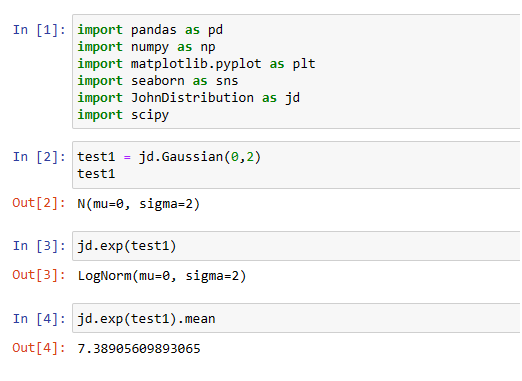 In [1]: import pandas as pd
import numpy as np
import matplotlib.pyplot as plt
import seaborn as sns
import JohnDistribution as jd
import scipy
In [2]: test1 = jd.Gaussian(0,2)
test1
Out[2]: N(mu=0, sigma=2)
In [3]: jd.exp(test1)
Out[3]: LogNorm(mu=0, sigma=2)
In [4]: jd.exp(test1).mean
Out[4]: 7.38905609893065